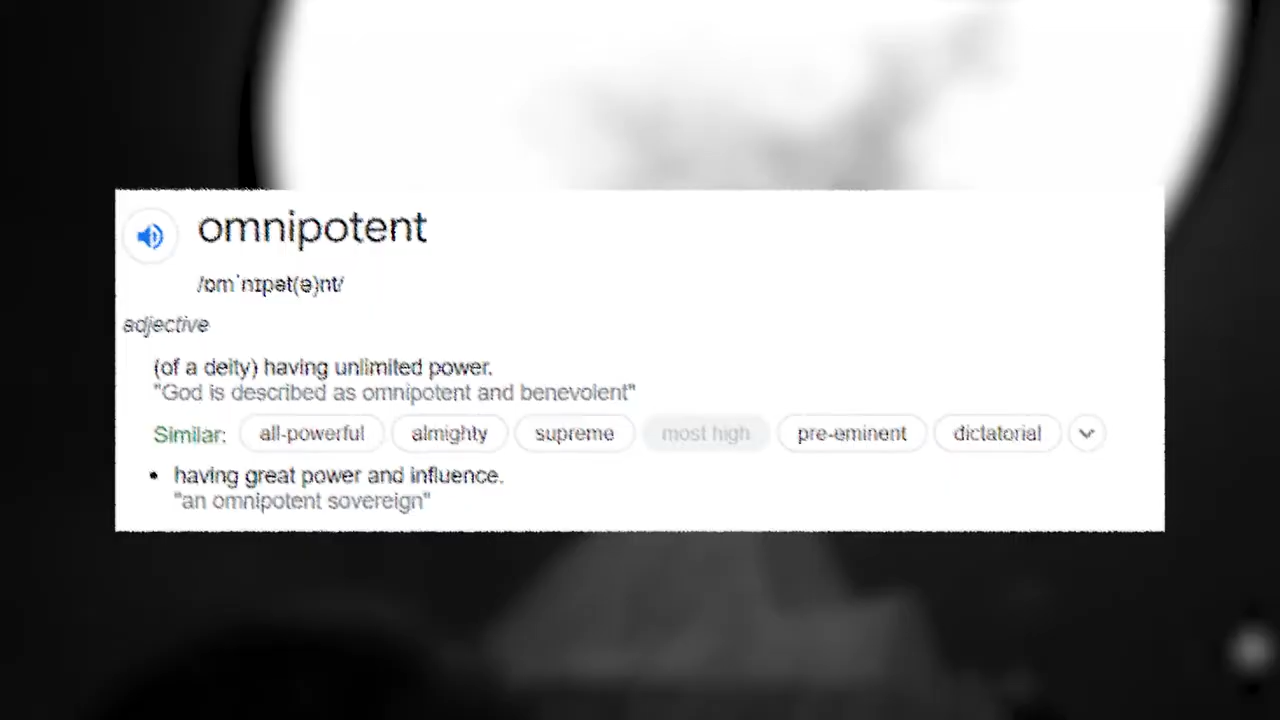 omnipotent
/ɒmˈnɪpət(ə)nt/
adjective
(of a deity) having unlimited power.
"God is described as omnipotent and benevolent"
Similar: all-powerful almighty supreme most high pre-eminent dictatorial
• having great power and influence.
"an omnipotent sovereign"